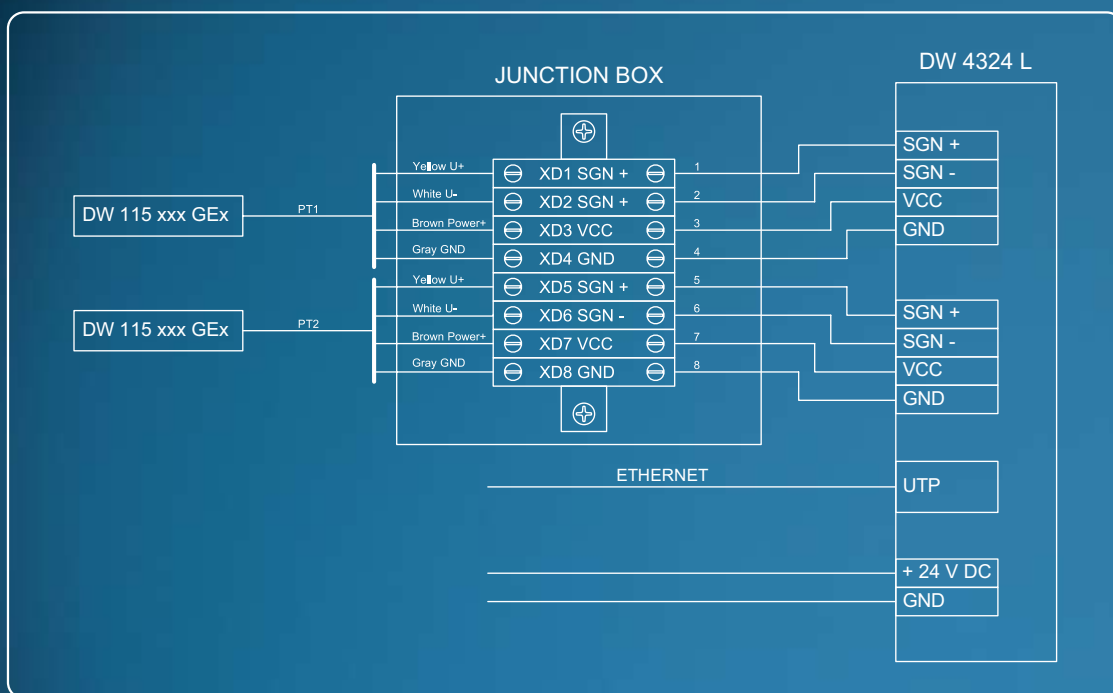 DW 4324 L
JUNCTION BOX
SGN +
SGN -
VCC
GND
Yellow U+
White U-
Brown Power+
Gray GND
XD1 SGN +
XD2 SGN +
XD3 VCC
XD4 GND
1
2
3
4
DW 115 xxx GEx
PT1
Yellow U+
White U-
Brown Power+
Gray GND
XD5 SGN +
XD6 SGN -
XD7 VCC
XD8 GND
5
6
7
8
DW 115 xxx GEx
PT2
SGN +
SGN -
VCC
GND
ETHERNET
UTP
+ 24 V DC
GND